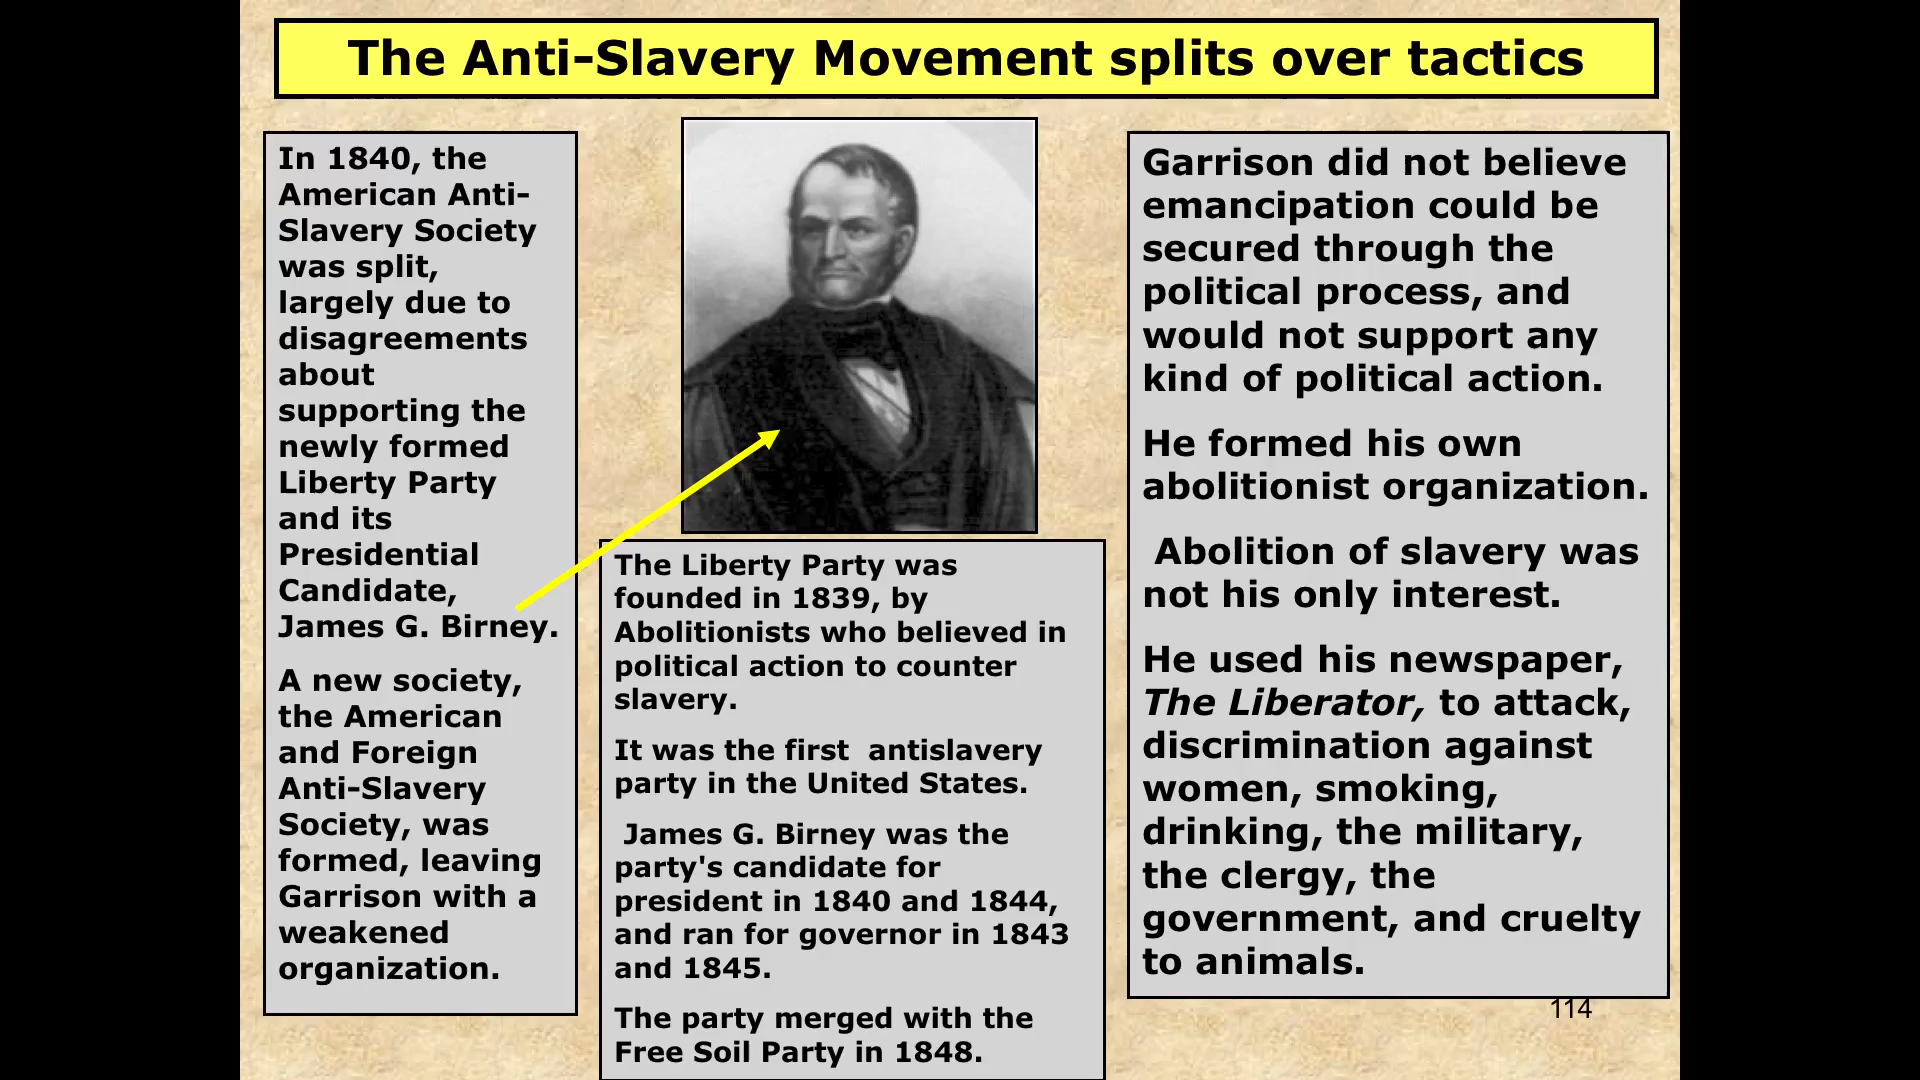 The Anti-Slavery Movement splits over tactics
In 1840, the
American Anti-
Slavery Society
was split,
largely due to
disagreements
about
supporting the
newly formed
Liberty Party
and its
Presidential
Candidate,
James G. Birney.
A new society,
the American
and Foreign
Anti-Slavery
Society, was
formed, leaving
Garrison with a
weakened
organization.
The Liberty Party was
founded in 1839, by
Abolitionists who believed in
political action to counter
slavery.
It was the first  antislavery
party in the United States.
James G. Birney was the
party's candidate for
president in 1840 and 1844,
and ran for governor in 1843
and 1845.
The party merged with the
Free Soil Party in 1848.
Garrison did not believe
emancipation could be
secured through the
political process, and
would not support any
kind of political action.
He formed his own
abolitionist organization.
Abolition of slavery was
not his only interest.
He used his newspaper,
The Liberator, to attack,
discrimination against
women, smoking,
drinking, the military,
the clergy, the
government, and cruelty
to animals.
114